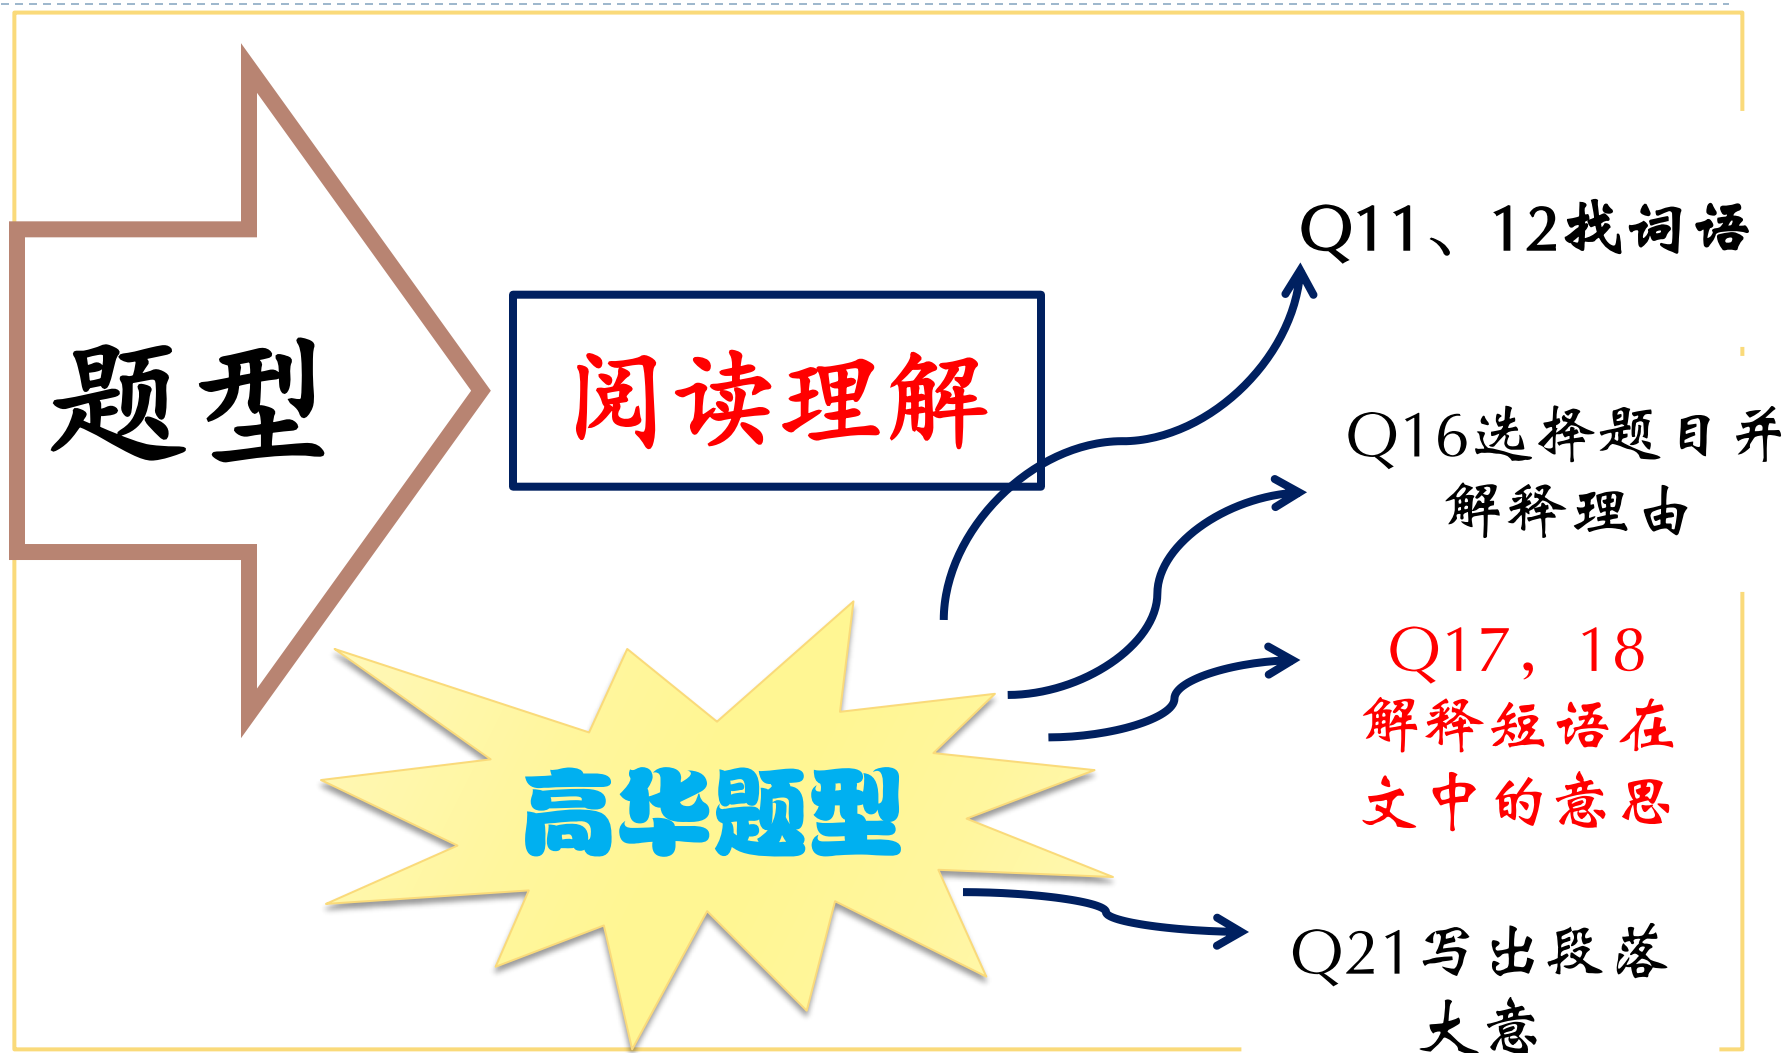 题型
阅读理解
Q11、12找词语
Q16选择题目并
解释理由
Q17，18
解释短语在
文中的意思
高华题型
Q21写出段落
大意